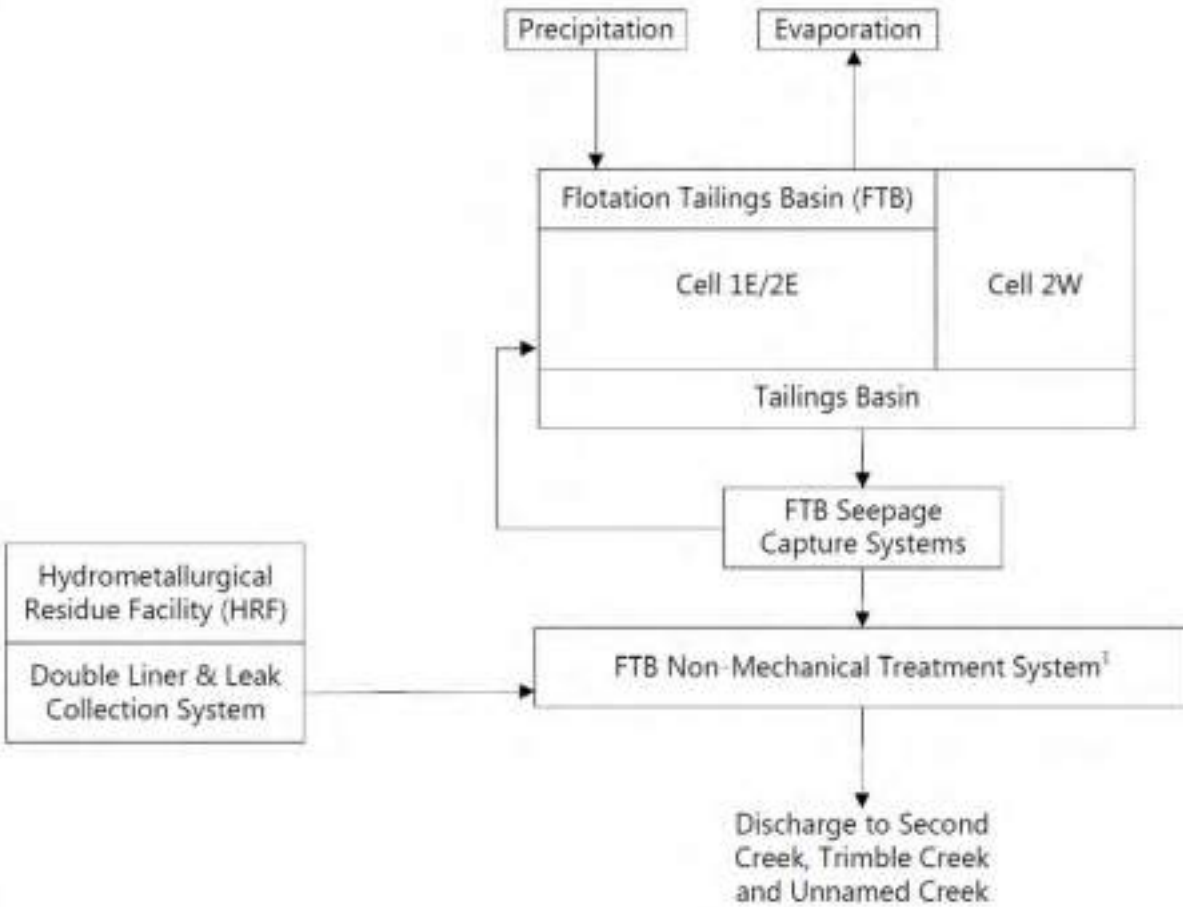 Precipitation
Evaporation
Flotation Tailings Basin (FTB)
Cell 1E/2E
Cell 2W
Tailings Basin
FTB Seepage
Capture Systems
Hydrometallurgical
Residue Facility (HRF)
Double Liner & Leak
Collection System
FTB Non-Mechanical Treatment System¹
Discharge to Second
Creek, Trimble Creek
and Unnamed Creek